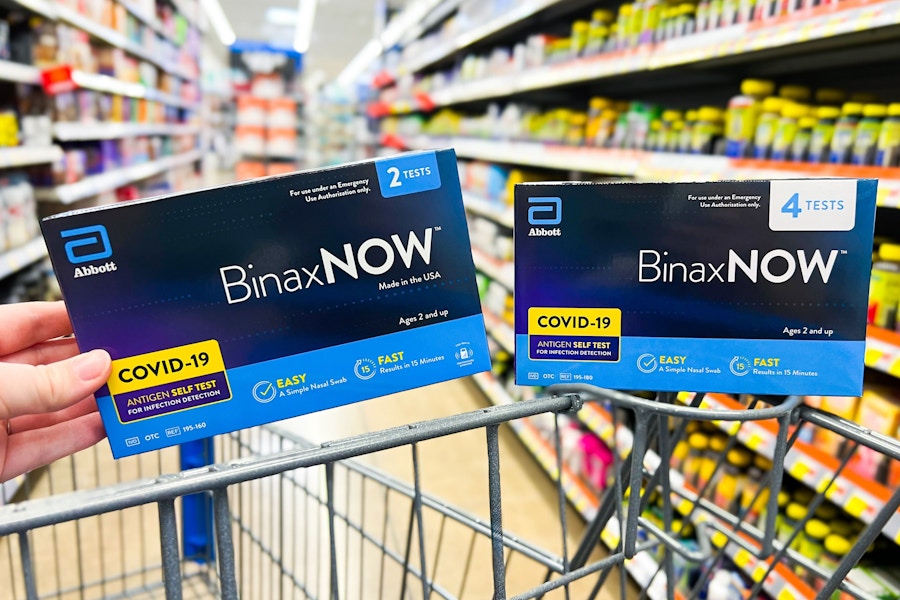 For use under an Emergency
Use Authorization only.
2 TESTS
Abbott
BinaxNOW™
Made in the USA
Ages 2 and up
COVID-19
ANTIGEN SELF TEST
FOR INFECTION DETECTION
EASY
A Simple Nasal Swab
15
FAST
Results in 15 Minutes
IVD OTC REF 195-160
For use under an Emergency
Use Authorization only.
4 TESTS
Abbott
BinaxNOW™
Ages 2 and up
COVID-19
ANTIGEN SELF TEST
FOR INFECTION DETECTION
EASY
A Simple Nasal Swab
15
FAST
Results in 15 Minutes
IVD OTC REF 195-180